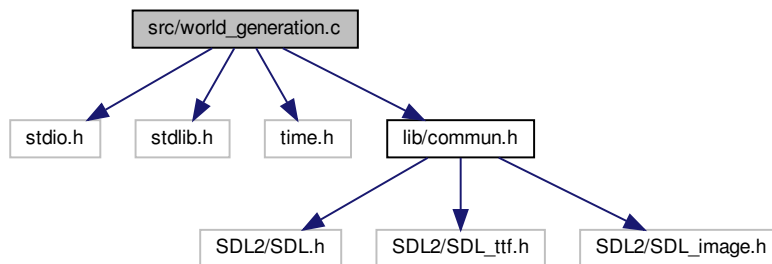 src/world_generation.c
stdio.h
stdlib.h
time.h
lib/commun.h
SDL2/SDL.h
SDL2/SDL_ttf.h
SDL2/SDL_image.h